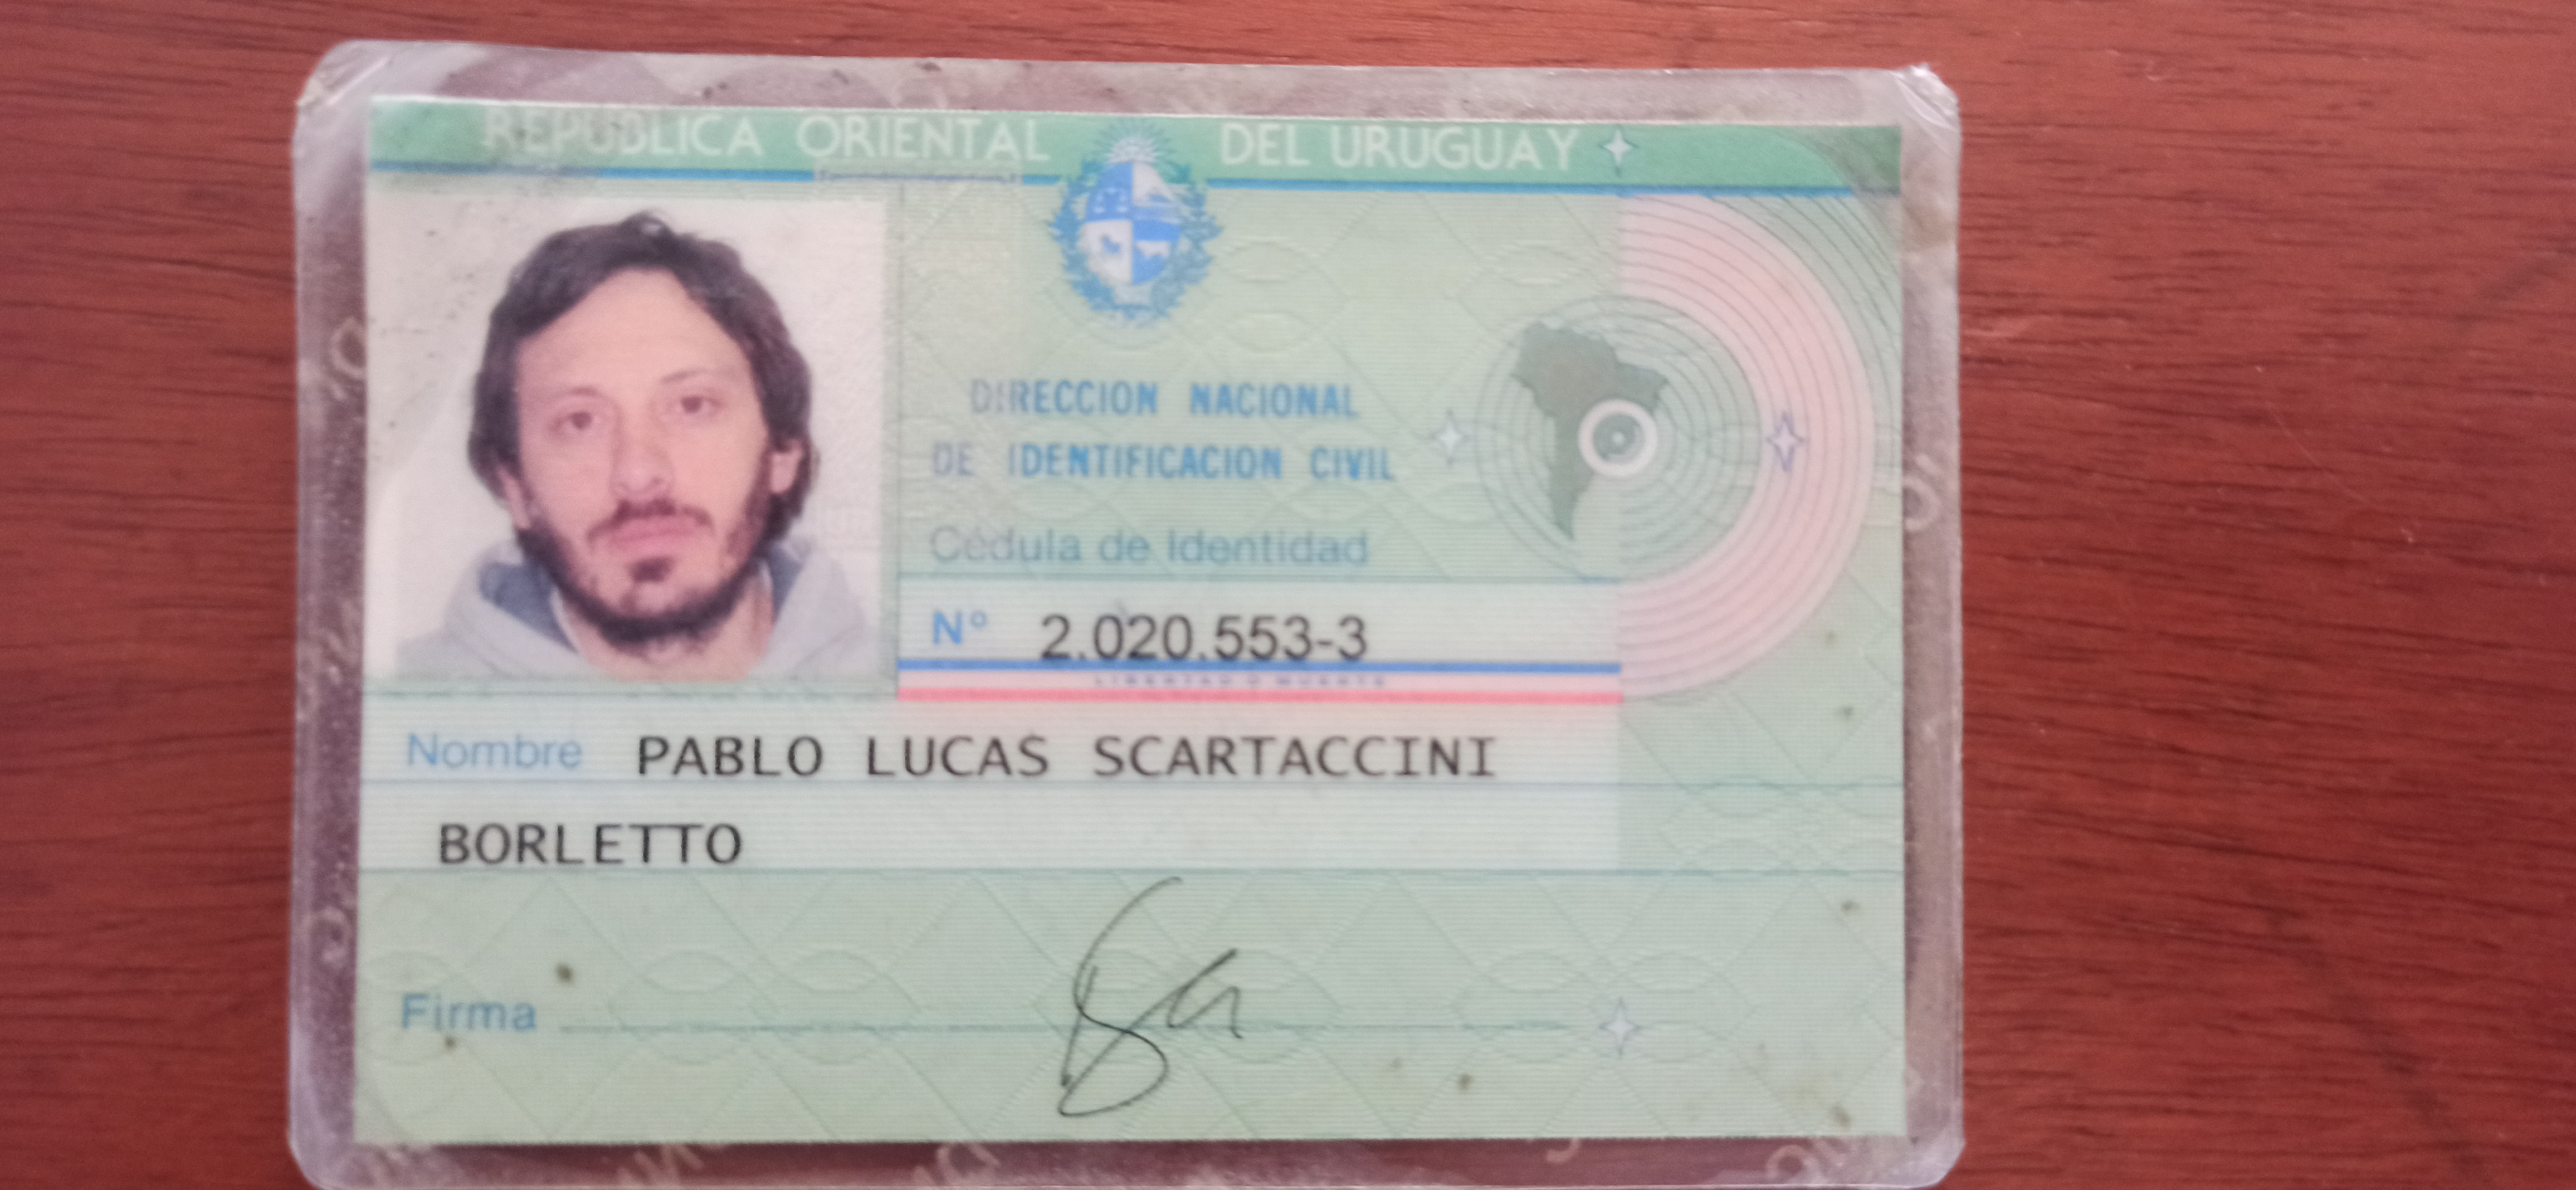 REPUBLICA ORIENTAL DEL URUGUAY
DIRECCION NACIONAL
DE IDENTIFICACION CIVIL
Cédula de Identidad
N° 2.020.553-3
LIBERTAD O MUERTE
Nombre PABLO LUCAS SCARTACCINI
BORLETTO
Firma